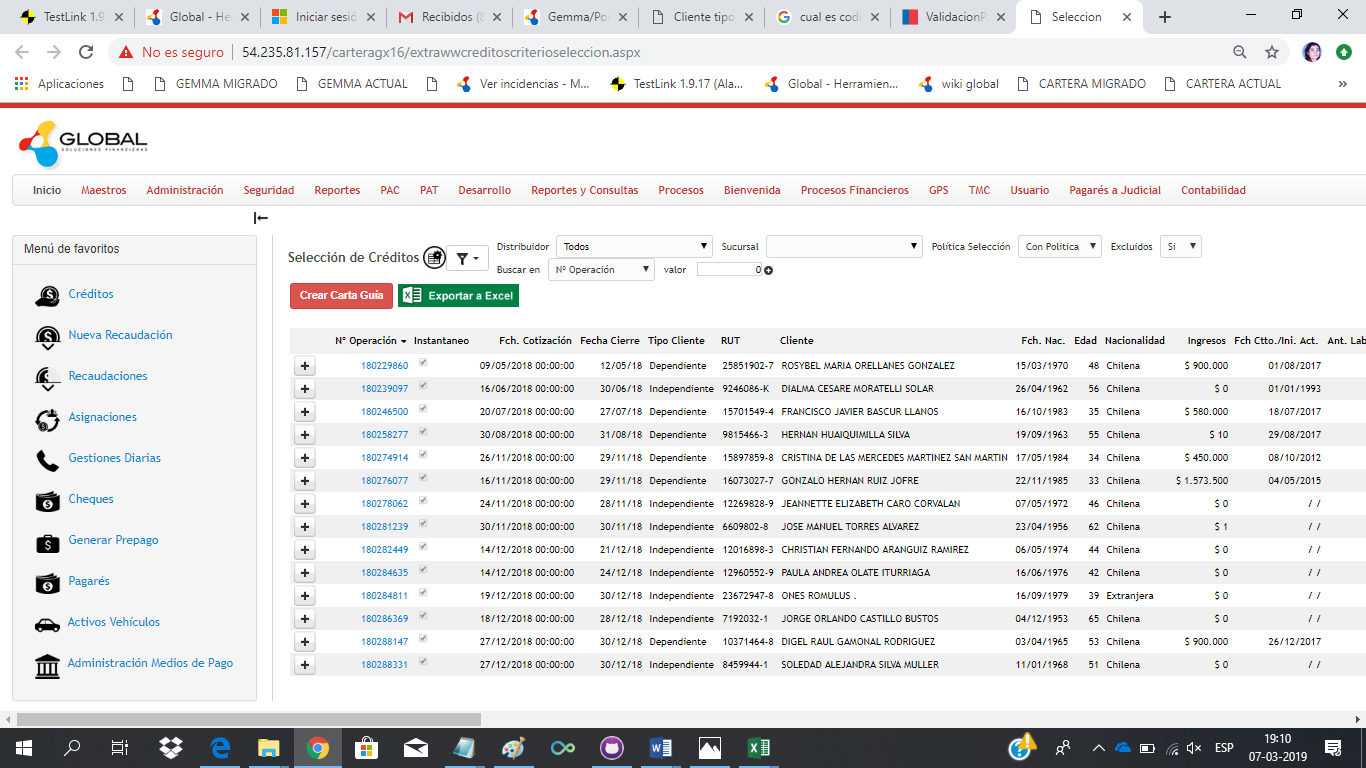 TestLink 1.9
Global - He
Iniciar sesió
Recibidos (8
Gemma/Pos
Cliente tipo
cual es codi
ValidacionPa
Seleccion
No es seguro 54.235.81.157/carteragx16/extrawwcreditoscriterioseleccion.aspx
Aplicaciones GEMMA MIGRADO GEMMA ACTUAL Ver incidencias - M... TestLink 1.9.17 (Ala... Global - Herramien... wiki global CARTERA MIGRADO CARTERA ACTUAL »
GLOBAL
SOLUCIONES FINANCIERAS
Inicio Maestros Administración Seguridad Reportes PAC PAT Desarrollo Reportes y Consultas Procesos Bienvenida Procesos Financieros GPS TMC Usuario Pagarés a Judicial Contabilidad
Menú de favoritos
Créditos
Nueva Recaudación
Recaudaciones
Asignaciones
Gestiones Diarias
Cheques
Generar Prepago
Pagarés
Activos Vehículos
Administración Medios de Pago
Selección de Créditos
Distribuidor Todos Sucursal Política Selección Con Politica Excluidos Si
Buscar en Nº Operación valor 0
Crear Carta Guía Exportar a Excel
Nº Operación Instantaneo Fch. Cotización Fecha Cierre Tipo Cliente RUT Cliente Fch. Nac. Edad Nacionalidad Ingresos Fch Ctto./Ini. Act. Ant. Lab
180229860 09/05/2018 00:00:00 12/05/18 Dependiente 25851902-7 ROSYBEL MARIA ORELLANES GONZALEZ 15/03/1970 48 Chilena $ 900.000 01/08/2017
180239097 16/06/2018 00:00:00 30/06/18 Independiente 9246086-K DIALMA CESARE MORATELLI SOLAR 26/04/1962 56 Chilena $ 0 01/01/1993
180246500 20/07/2018 00:00:00 27/07/18 Dependiente 15701549-4 FRANCISCO JAVIER BASCUR LLANOS 16/10/1983 35 Chilena $ 580.000 18/07/2017
180258277 30/08/2018 00:00:00 31/08/18 Dependiente 9815466-3 HERNAN HUAIQUIMILLA SILVA 19/09/1963 55 Chilena $ 10 29/08/2017
180274914 26/11/2018 00:00:00 29/11/18 Dependiente 15897859-8 CRISTINA DE LAS MERCEDES MARTINEZ SAN MARTIN 17/05/1984 34 Chilena $ 450.000 08/10/2012
180276077 16/11/2018 00:00:00 29/11/18 Dependiente 16073027-7 GONZALO HERNAN RUIZ JOFRE 22/11/1985 33 Chilena $ 1.573.500 04/05/2015
180278062 24/11/2018 00:00:00 28/11/18 Independiente 12269828-9 JEANNETTE ELIZABETH CARO CORVALAN 07/05/1972 46 Chilena $ 0 / /
180281239 30/11/2018 00:00:00 30/11/18 Independiente 6609802-8 JOSE MANUEL TORRES ALVAREZ 23/04/1956 62 Chilena $ 1 / /
180282449 14/12/2018 00:00:00 21/12/18 Independiente 12016898-3 CHRISTIAN FERNANDO ARANGUIZ RAMIREZ 06/05/1974 44 Chilena $ 0 / /
180284635 14/12/2018 00:00:00 24/12/18 Independiente 12960552-9 PAULA ANDREA OLATE ITURRIAGA 16/06/1976 42 Chilena $ 0 / /
180284811 19/12/2018 00:00:00 30/12/18 Independiente 23672947-8 ONES ROMULUS . 16/09/1979 39 Extranjera $ 0 / /
180286369 18/12/2018 00:00:00 28/12/18 Independiente 7192032-1 JORGE ORLANDO CASTILLO BUSTOS 04/12/1953 65 Chilena $ 0 / /
180288147 27/12/2018 00:00:00 30/12/18 Dependiente 10371464-8 DIGEL RAUL GAMONAL RODRIGUEZ 03/04/1965 53 Chilena $ 900.000 26/12/2017
180288331 27/12/2018 00:00:00 30/12/18 Independiente 8459944-1 SOLEDAD ALEJANDRA SILVA MULLER 11/01/1968 51 Chilena $ 0 / /
ESP
19:10
07-03-2019